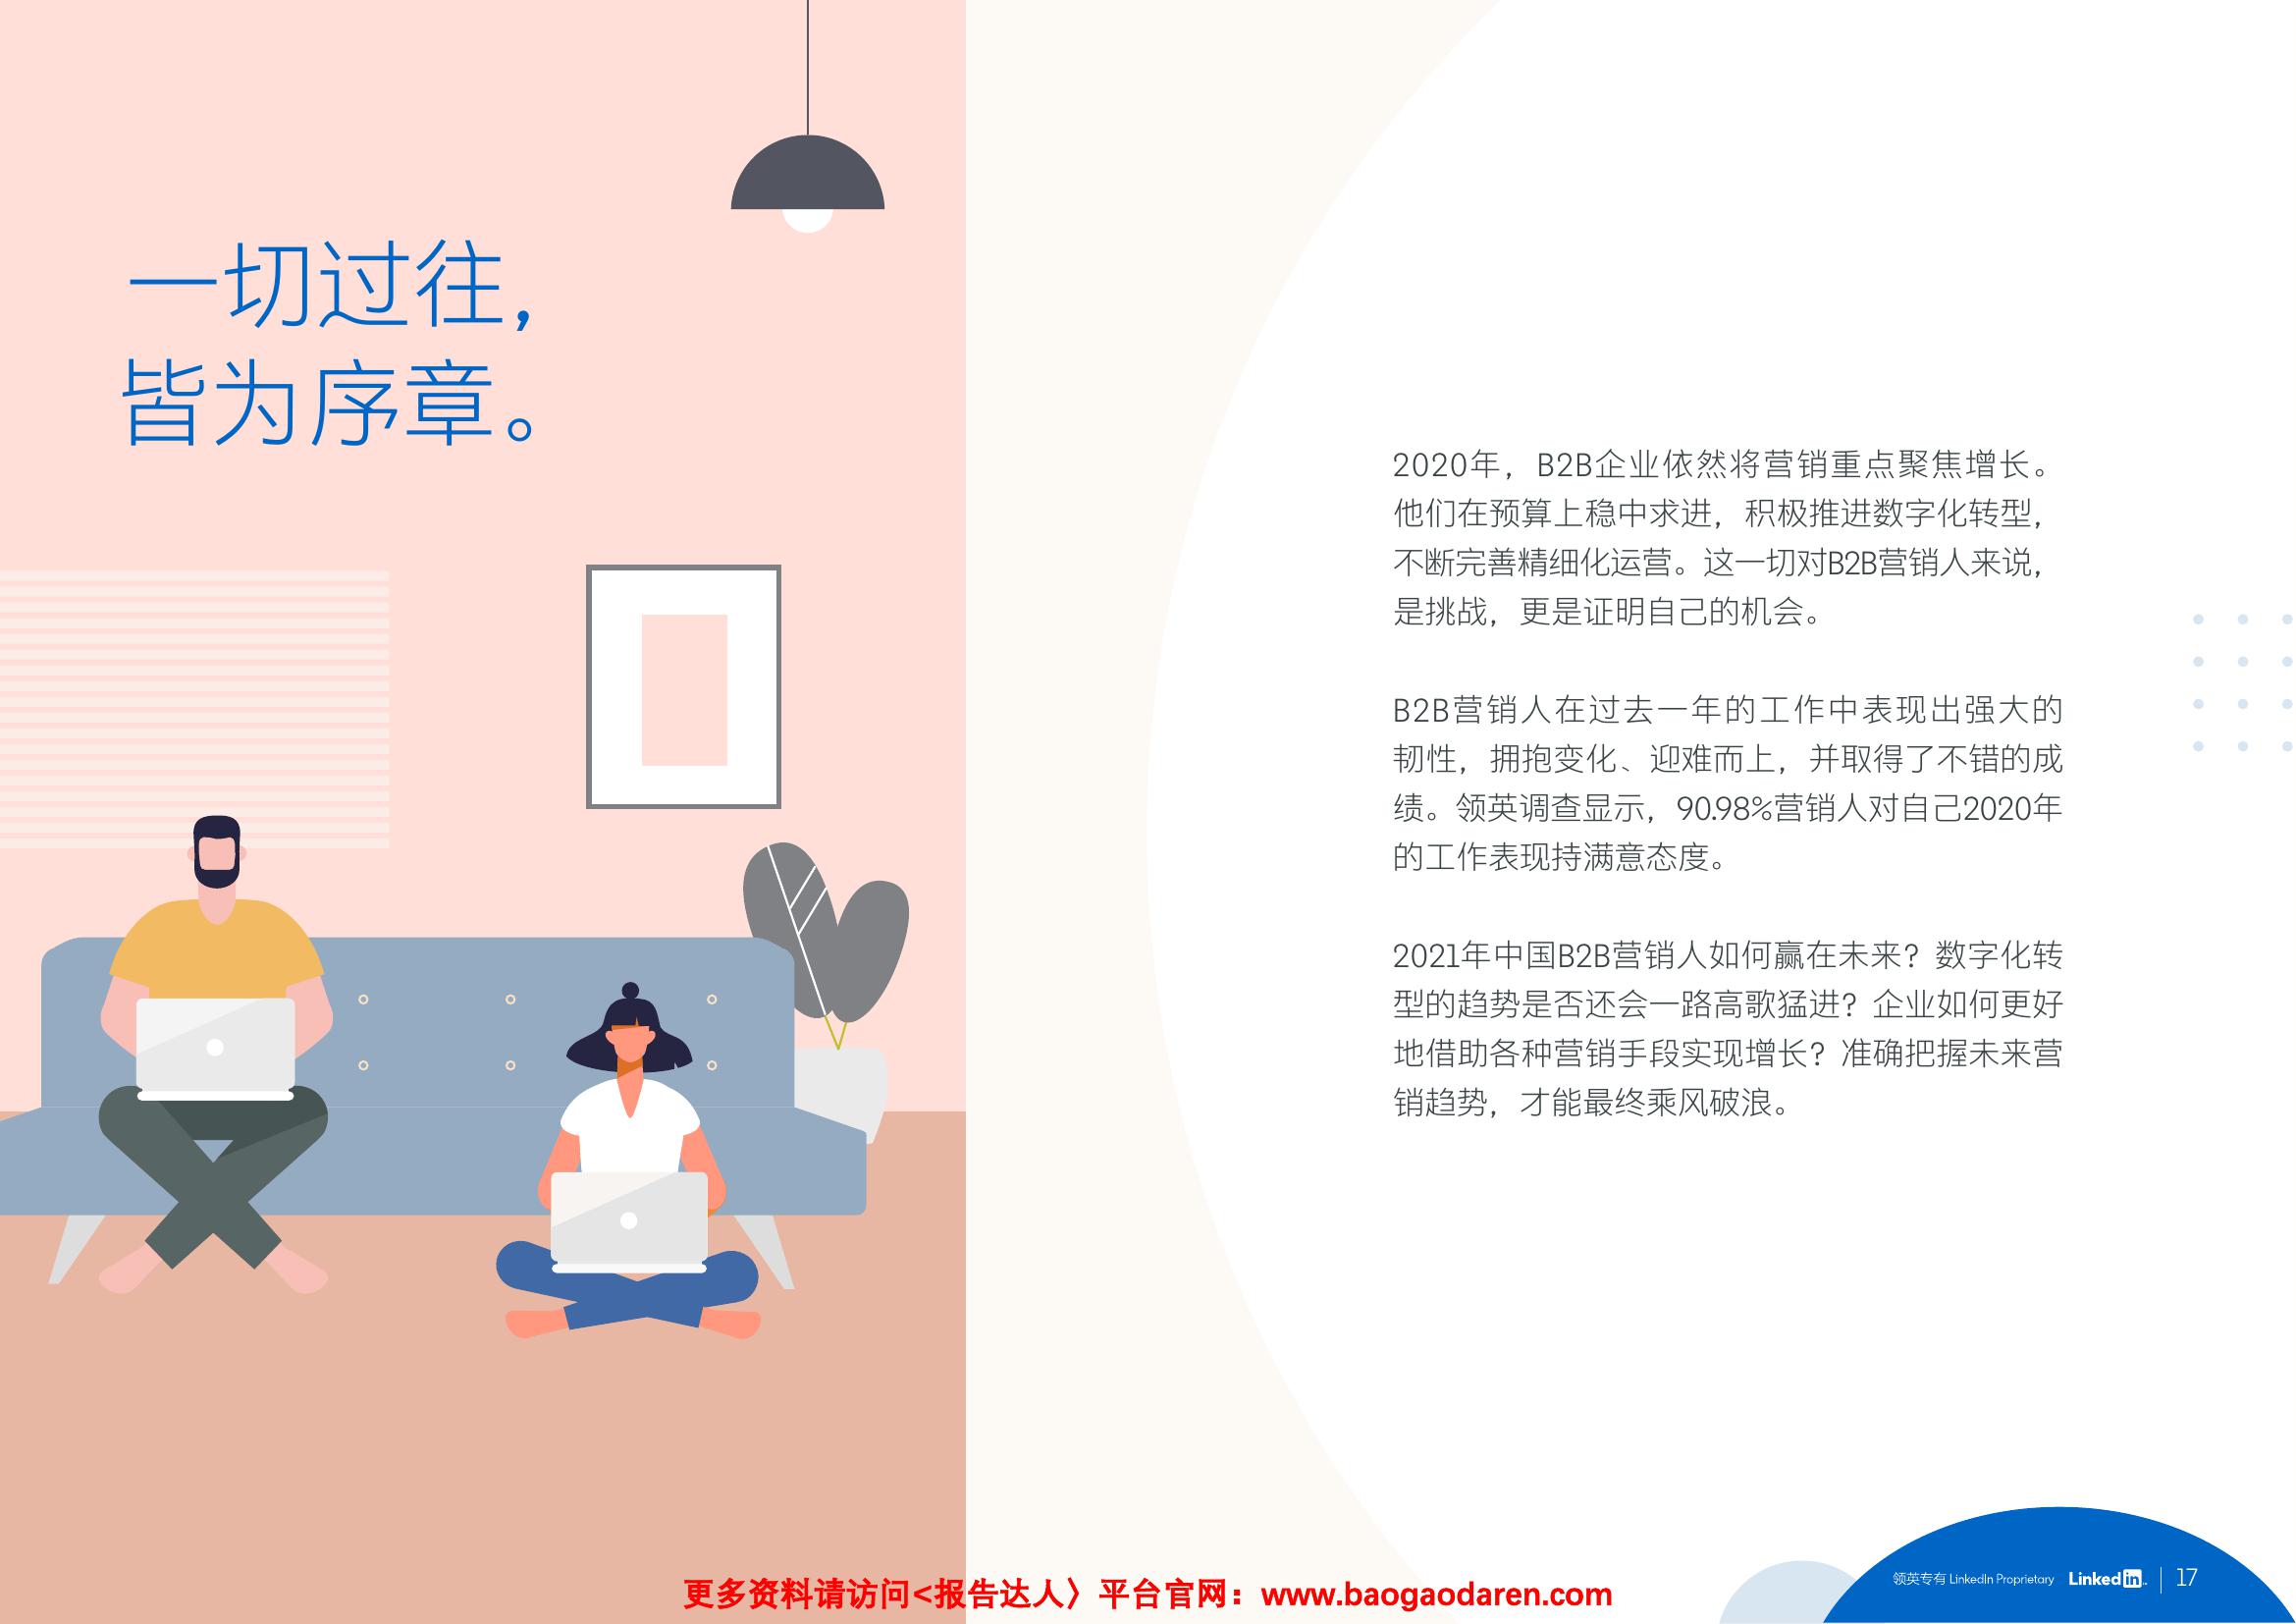 一切过往，
皆为序章。
2020年，B2B企业依然将营销重点聚焦增长。
他们在预算上稳中求进，积极推进数字化转型，
不断完善精细化运营。这一切对B2B营销人来说，
是挑战，更是证明自己的机会。
B2B营销人在过去一年的工作中表现出强大的
韧性，拥抱变化、迎难而上，并取得了不错的成
绩。领英调查显示，90.98%营销人对自己2020年
的工作表现持满意态度。
2021年中国B2B营销人如何赢在未来？数字化转
型的趋势是否还会一路高歌猛进？企业如何更好
地借助各种营销手段实现增长？准确把握未来营
销趋势，才能最终乘风破浪。
领英专有 LinkedIn Proprietary LinkedIn 17
更多资料请访问<报告达人〉平台官网：www.baogaodaren.com